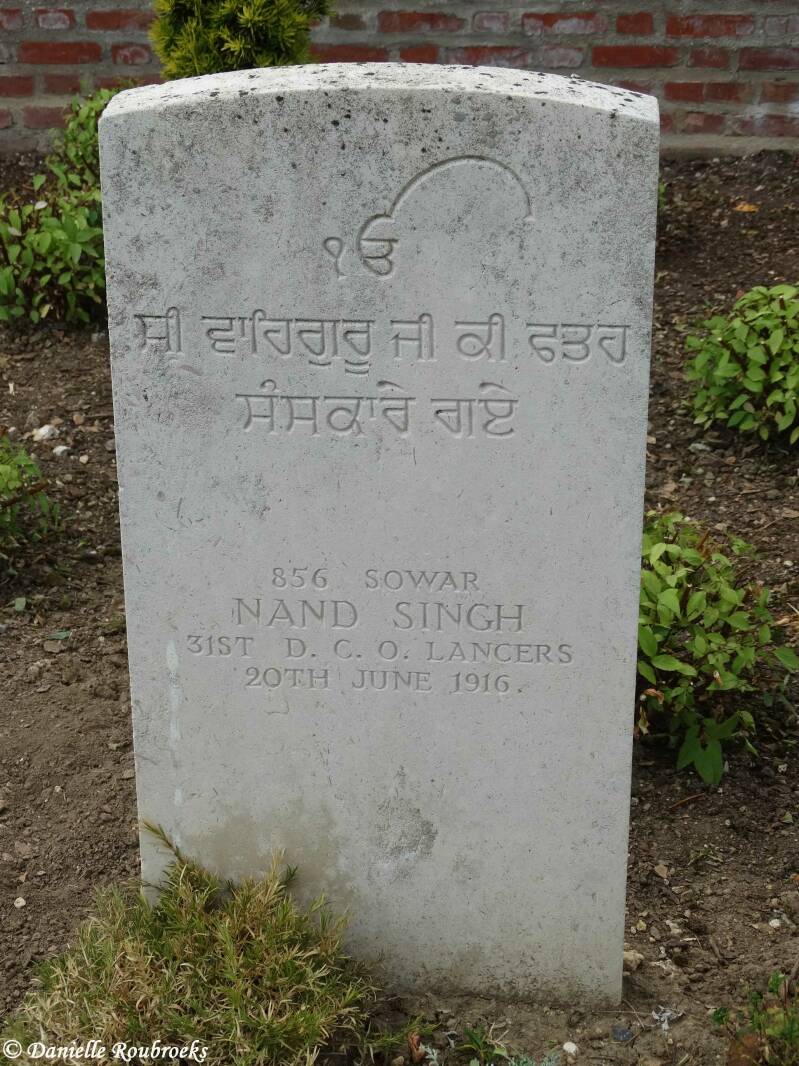 ੴ
ਸ੍ਰੀ ਵਾਹਿਗੁਰੂ ਜੀ ਕੀ ਫਤਹ
ਸੰਸਕਾਰੇ ਗਏ
856 SOWAR
NAND SINGH
31ST D. C. O. LANCERS
20TH JUNE 1916.
© Danielle Roubroeks